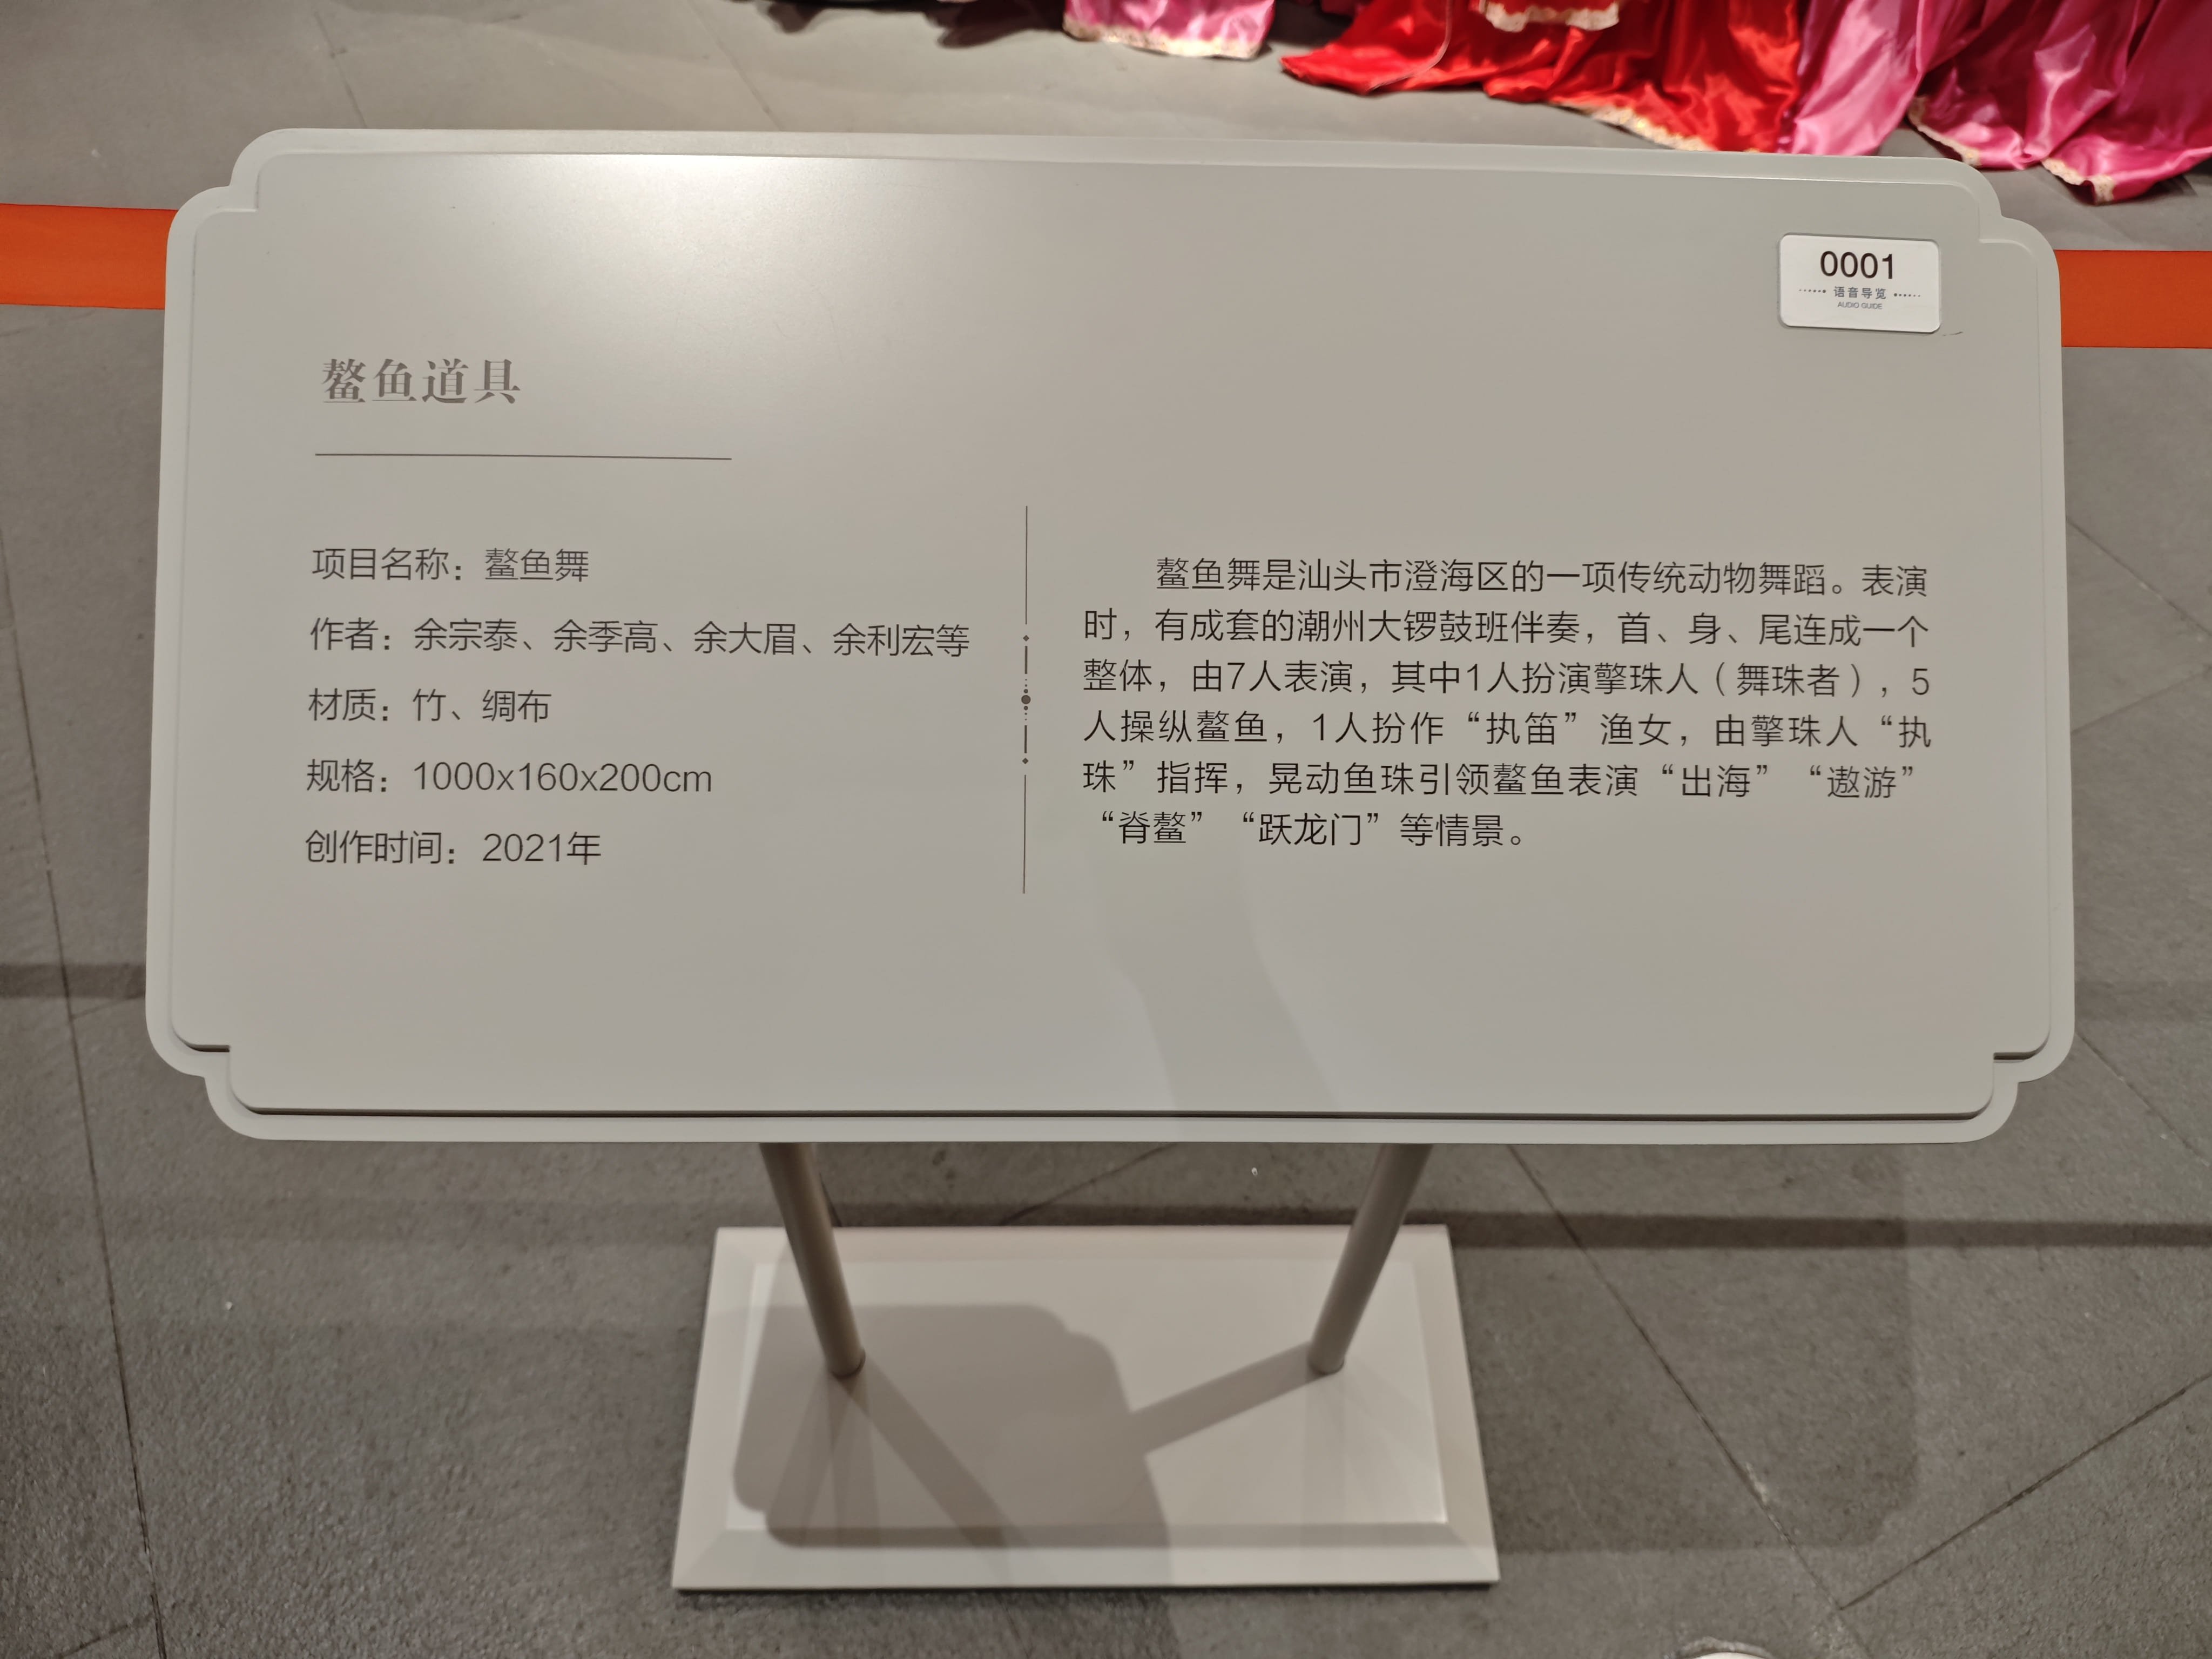 0001
语音导览
AUDIO GUIDE
鳌鱼道具
项目名称：鳌鱼舞
作者：余宗泰、余季高、余大眉、余利宏等
材质：竹、绸布
规格：1000x160x200cm
创作时间：2021年
鳌鱼舞是汕头市澄海区的一项传统动物舞蹈。表演
时，有成套的潮州大锣鼓班伴奏，首、身、尾连成一个
整体，由7人表演，其中1人扮演擎珠人（舞珠者），5
人操纵鳌鱼，1人扮作“执笛”渔女，由擎珠人“执
珠”指挥，晃动鱼珠引领鳌鱼表演“出海”“遨游”
“脊鳌”“跃龙门”等情景。